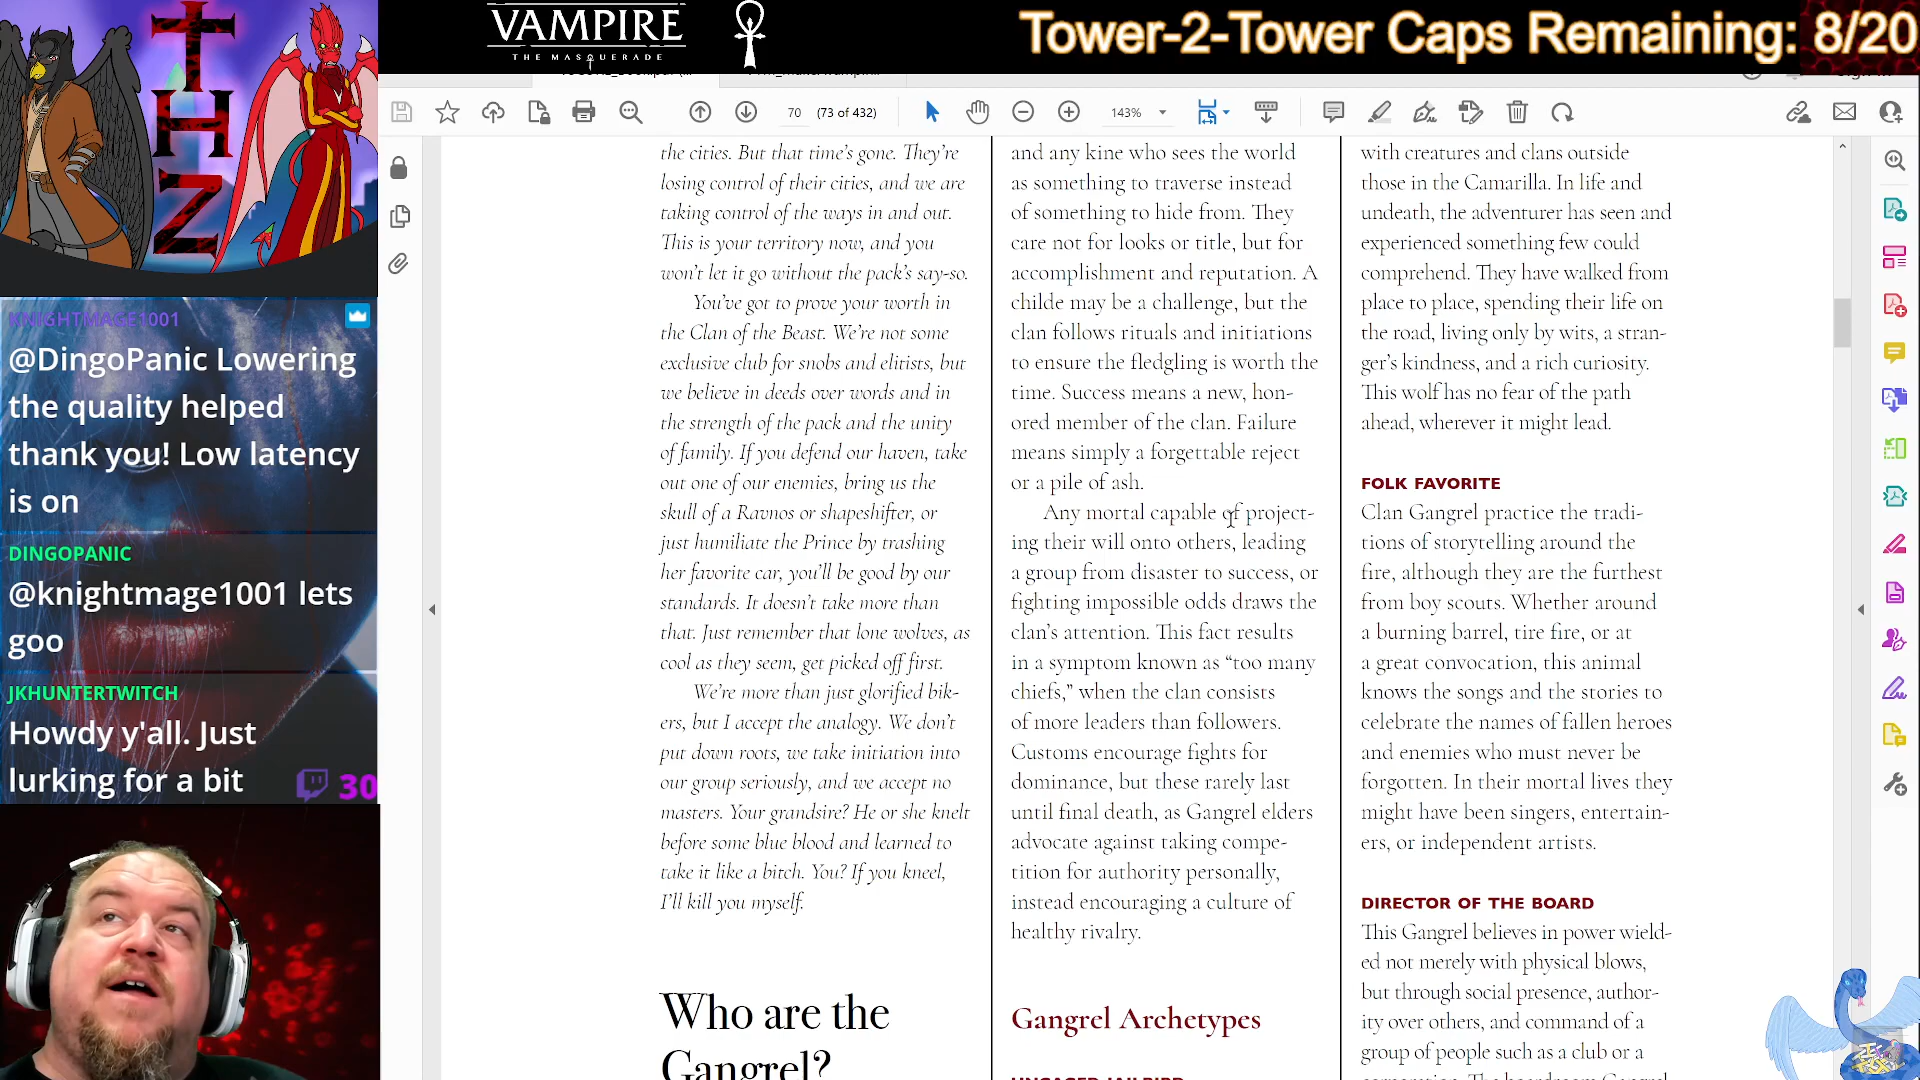 THZ
VAMPIRE
THE MASQUERADE
Tower-2-Tower Caps Remaining: 8/20
70 (73 of 432)
143%
KNIGHTMAGE1001
@DingoPanic Lowering
the quality helped
thank you! Low latency
is on
DINGOPANIC
@knightmage1001 lets
goo
JKHUNTERTWITCH
Howdy y'all. Just
lurking for a bit
30
the cities. But that time's gone. They're
losing control of their cities, and we are
taking control of the ways in and out.
This is your territory now, and you
won't let it go without the pack's say-so.
You've got to prove your worth in
the Clan of the Beast. We're not some
exclusive club for snobs and elitists, but
we believe in deeds over words and in
the strength of the pack and the unity
of family. If you defend our haven, take
out one of our enemies, bring us the
skull of a Ravnos or shapeshifter, or
just humiliate the Prince by trashing
her favorite car, you'll be good by our
standards. It doesn't take more than
that. Just remember that lone wolves, as
cool as they seem, get picked off first.
We're more than just glorified bik-
ers, but I accept the analogy. We don't
put down roots, we take initiation into
our group seriously, and we accept no
masters. Your grandsire? He or she knelt
before some blue blood and learned to
take it like a bitch. You? If you kneel,
I'll kill you myself.
Who are the
Gangrel?
and any kine who sees the world
as something to traverse instead
of something to hide from. They
care not for looks or title, but for
accomplishment and reputation. A
childe may be a challenge, but the
clan follows rituals and initiations
to ensure the fledgling is worth the
time. Success means a new, hon-
ored member of the clan. Failure
means simply a forgettable reject
or a pile of ash.
Any mortal capable of project-
ing their will onto others, leading
a group from disaster to success, or
fighting impossible odds draws the
clan's attention. This fact results
in a symptom known as “too many
chiefs,” when the clan consists
of more leaders than followers.
Customs encourage fights for
dominance, but these rarely last
until final death, as Gangrel elders
advocate against taking compe-
tition for authority personally,
instead encouraging a culture of
healthy rivalry.
Gangrel Archetypes
UNCAGED JAILBIRD
with creatures and clans outside
those in the Camarilla. In life and
undeath, the adventurer has seen and
experienced something few could
comprehend. They have walked from
place to place, spending their life on
the road, living only by wits, a stran-
ger's kindness, and a rich curiosity.
This wolf has no fear of the path
ahead, wherever it might lead.
FOLK FAVORITE
Clan Gangrel practice the tradi-
tions of storytelling around the
fire, although they are the furthest
from boy scouts. Whether around
a burning barrel, tire fire, or at
a great convocation, this animal
knows the songs and the stories to
celebrate the names of fallen heroes
and enemies who must never be
forgotten. In their mortal lives they
might have been singers, entertain-
ers, or independent artists.
DIRECTOR OF THE BOARD
This Gangrel believes in power wield-
ed not merely with physical blows,
but through social presence, author-
ity over others, and command of a
group of people such as a club or a